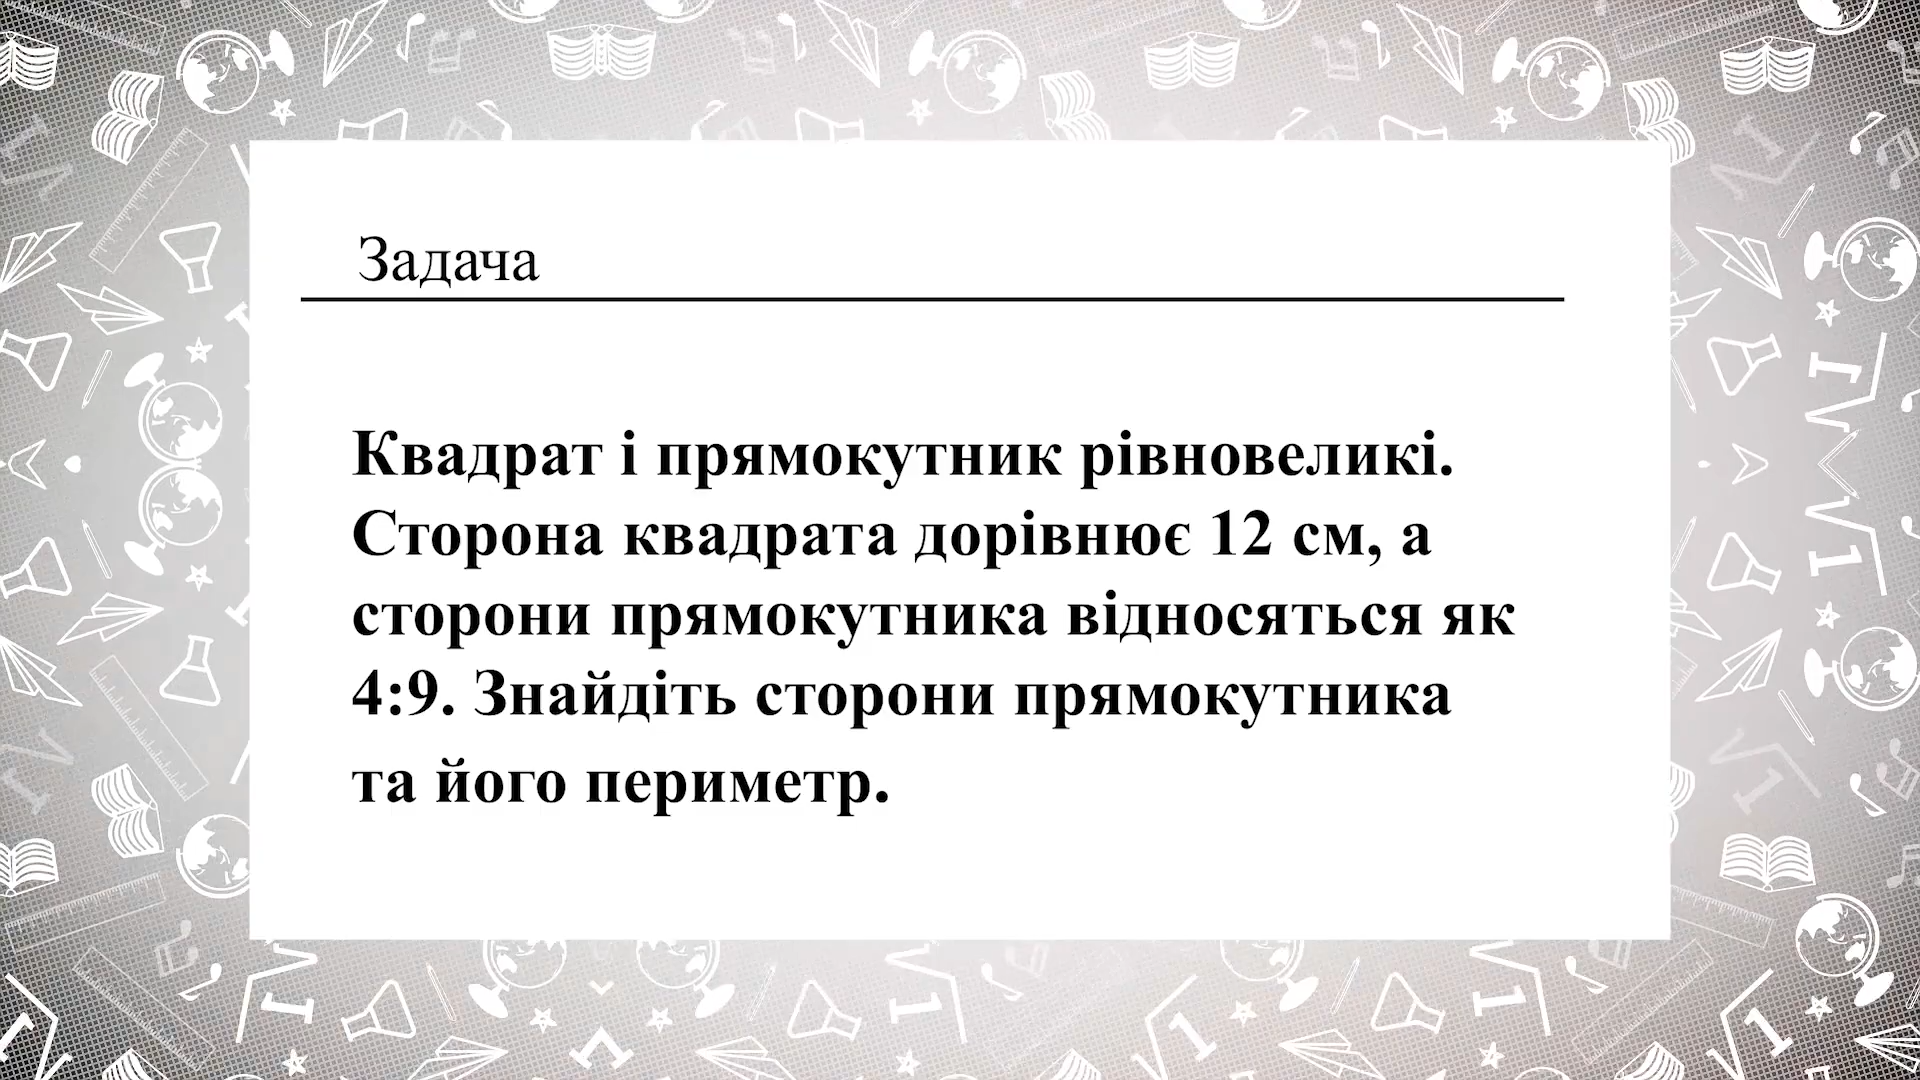 Задача
Квадрат і прямокутник рівновеликі.
Сторона квадрата дорівнює 12 см, а
сторони прямокутника відносяться як
4:9. Знайдіть сторони прямокутника
та його периметр.